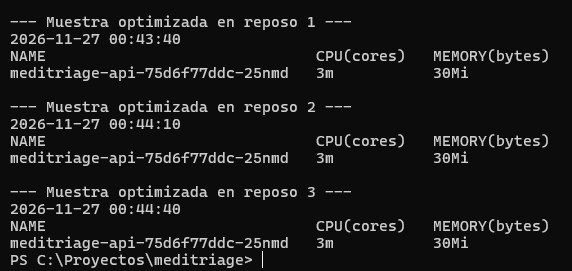 --- Muestra optimizada en reposo 1 ---
2026-11-27 00:43:40
NAME CPU(cores) MEMORY(bytes)
meditriage-api-75d6f77ddc-25nmd 3m 30Mi
--- Muestra optimizada en reposo 2 ---
2026-11-27 00:44:10
NAME CPU(cores) MEMORY(bytes)
meditriage-api-75d6f77ddc-25nmd 3m 30Mi
--- Muestra optimizada en reposo 3 ---
2026-11-27 00:44:40
NAME CPU(cores) MEMORY(bytes)
meditriage-api-75d6f77ddc-25nmd 3m 30Mi
PS C:\Proyectos\meditriage>